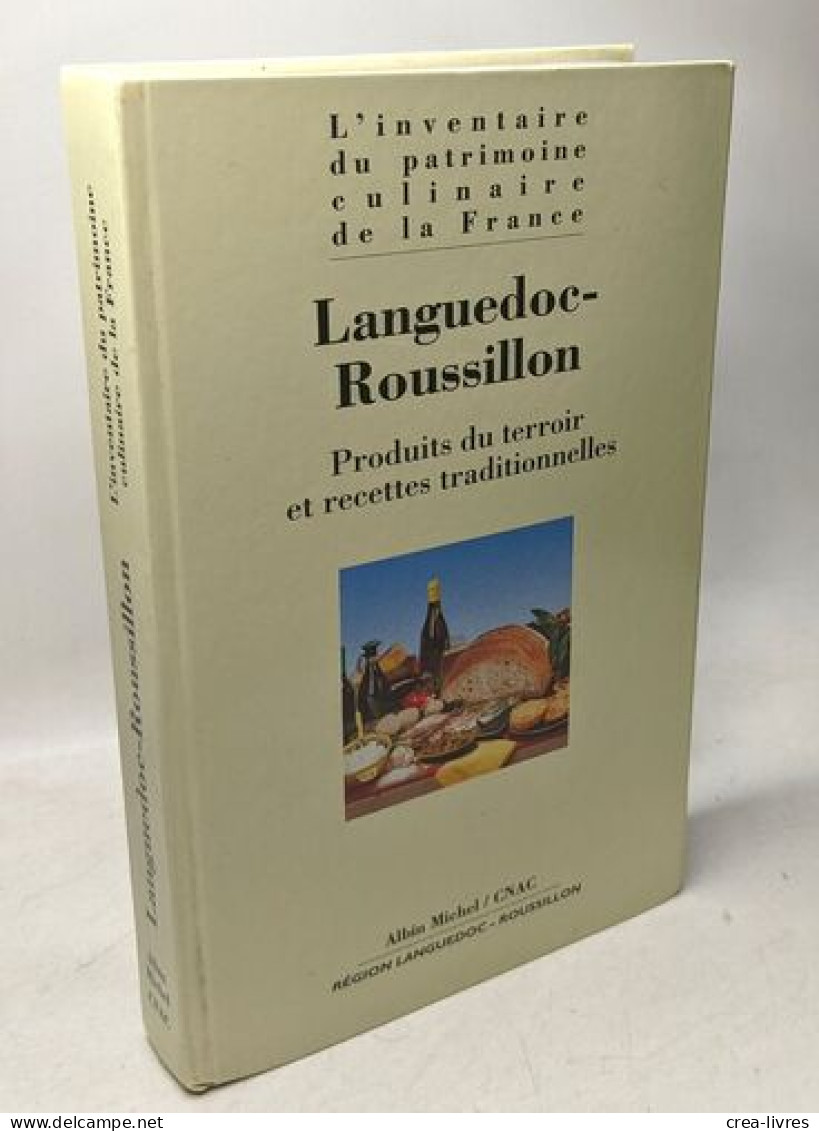 L'inventaire
du patrimoine
culinaire
de la France
Languedoc-
Roussillon
Produits du terroir
et recettes traditionnelles
Albin Michel / CNAC
RÉGION LANGUEDOC - ROUSSILLON
L'inventaire du patrimoine
culinaire de la France
Languedoc-Roussillon
CNAC
www.delcampe.net
crea-livres